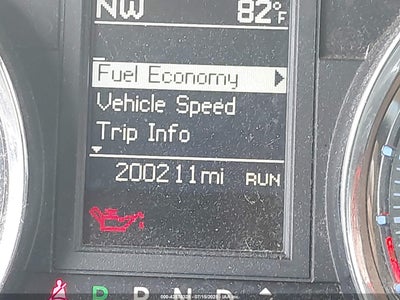 NW 82°F
Fuel Economy
Vehicle Speed
Trip Info
200211mi RUN
P R N D